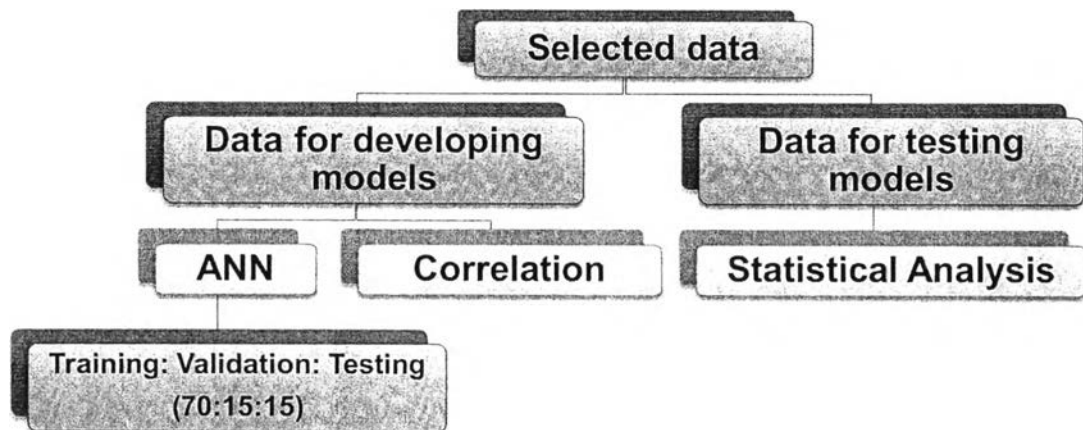 Selected data
Data for developing
models
Data for testing
models
ANN
Correlation
Statistical Analysis
Training: Validation: Testing
(70:15:15)